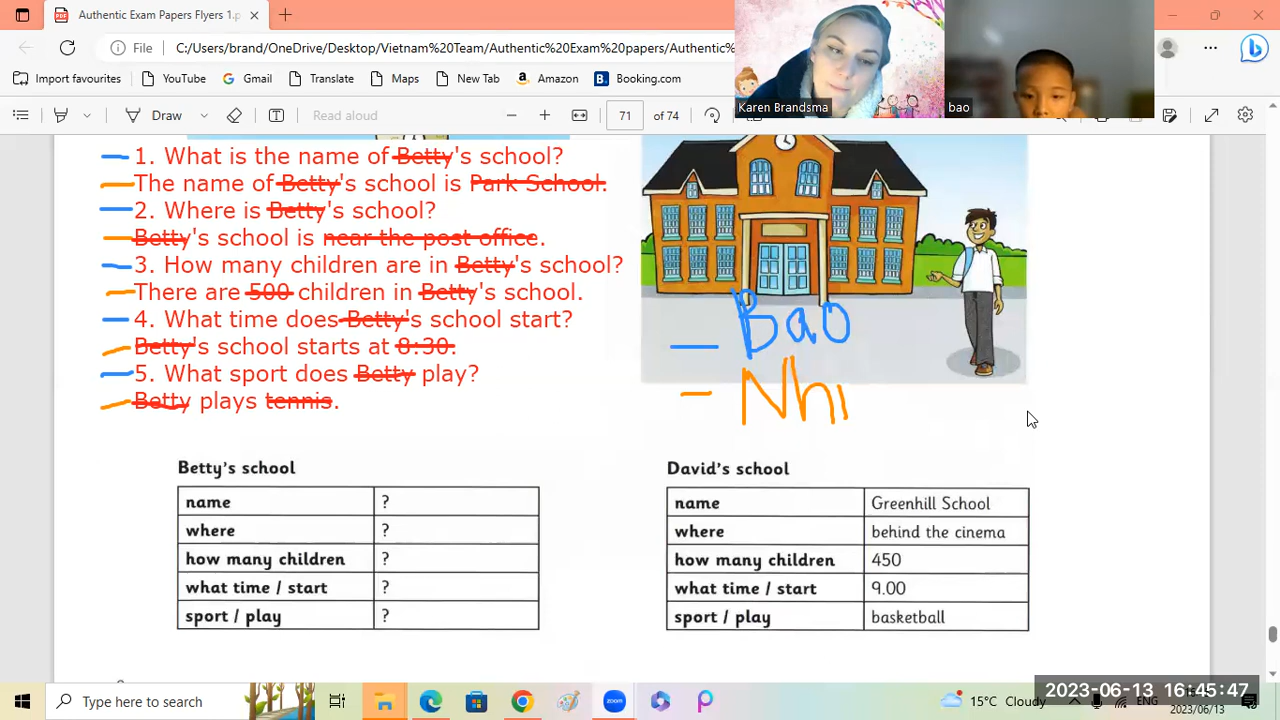 Authentic Exam Papers Flyers 1.p
File
C:/Users/brand/OneDrive/Desktop/Vietnam%20Team/Authentic%20Exam%20papers/Authentic
Import favourites
YouTube
Gmail
Translate
Maps
New Tab
Amazon
Booking.com
Karen Brandsma
bao
Draw
Read aloud
71 of 74
1. What is the name of Betty's school?
The name of Betty's school is Park School.
2. Where is Betty's school?
Betty's school is near the post office.
3. How many children are in Betty's school?
There are 500 children in Betty's school.
4. What time does Betty's school start?
Betty's school starts at 8:30.
5. What sport does Betty play?
Betty plays tennis.
Bao
Nhi
Betty's school
name ?
where ?
how many children ?
what time / start ?
sport / play ?
David's school
name Greenhill School
where behind the cinema
how many children 450
what time / start 9.00
sport / play basketball
Type here to search
zoom
15°C Cloudy
2023-06-13 16:45:47
2023/06/13